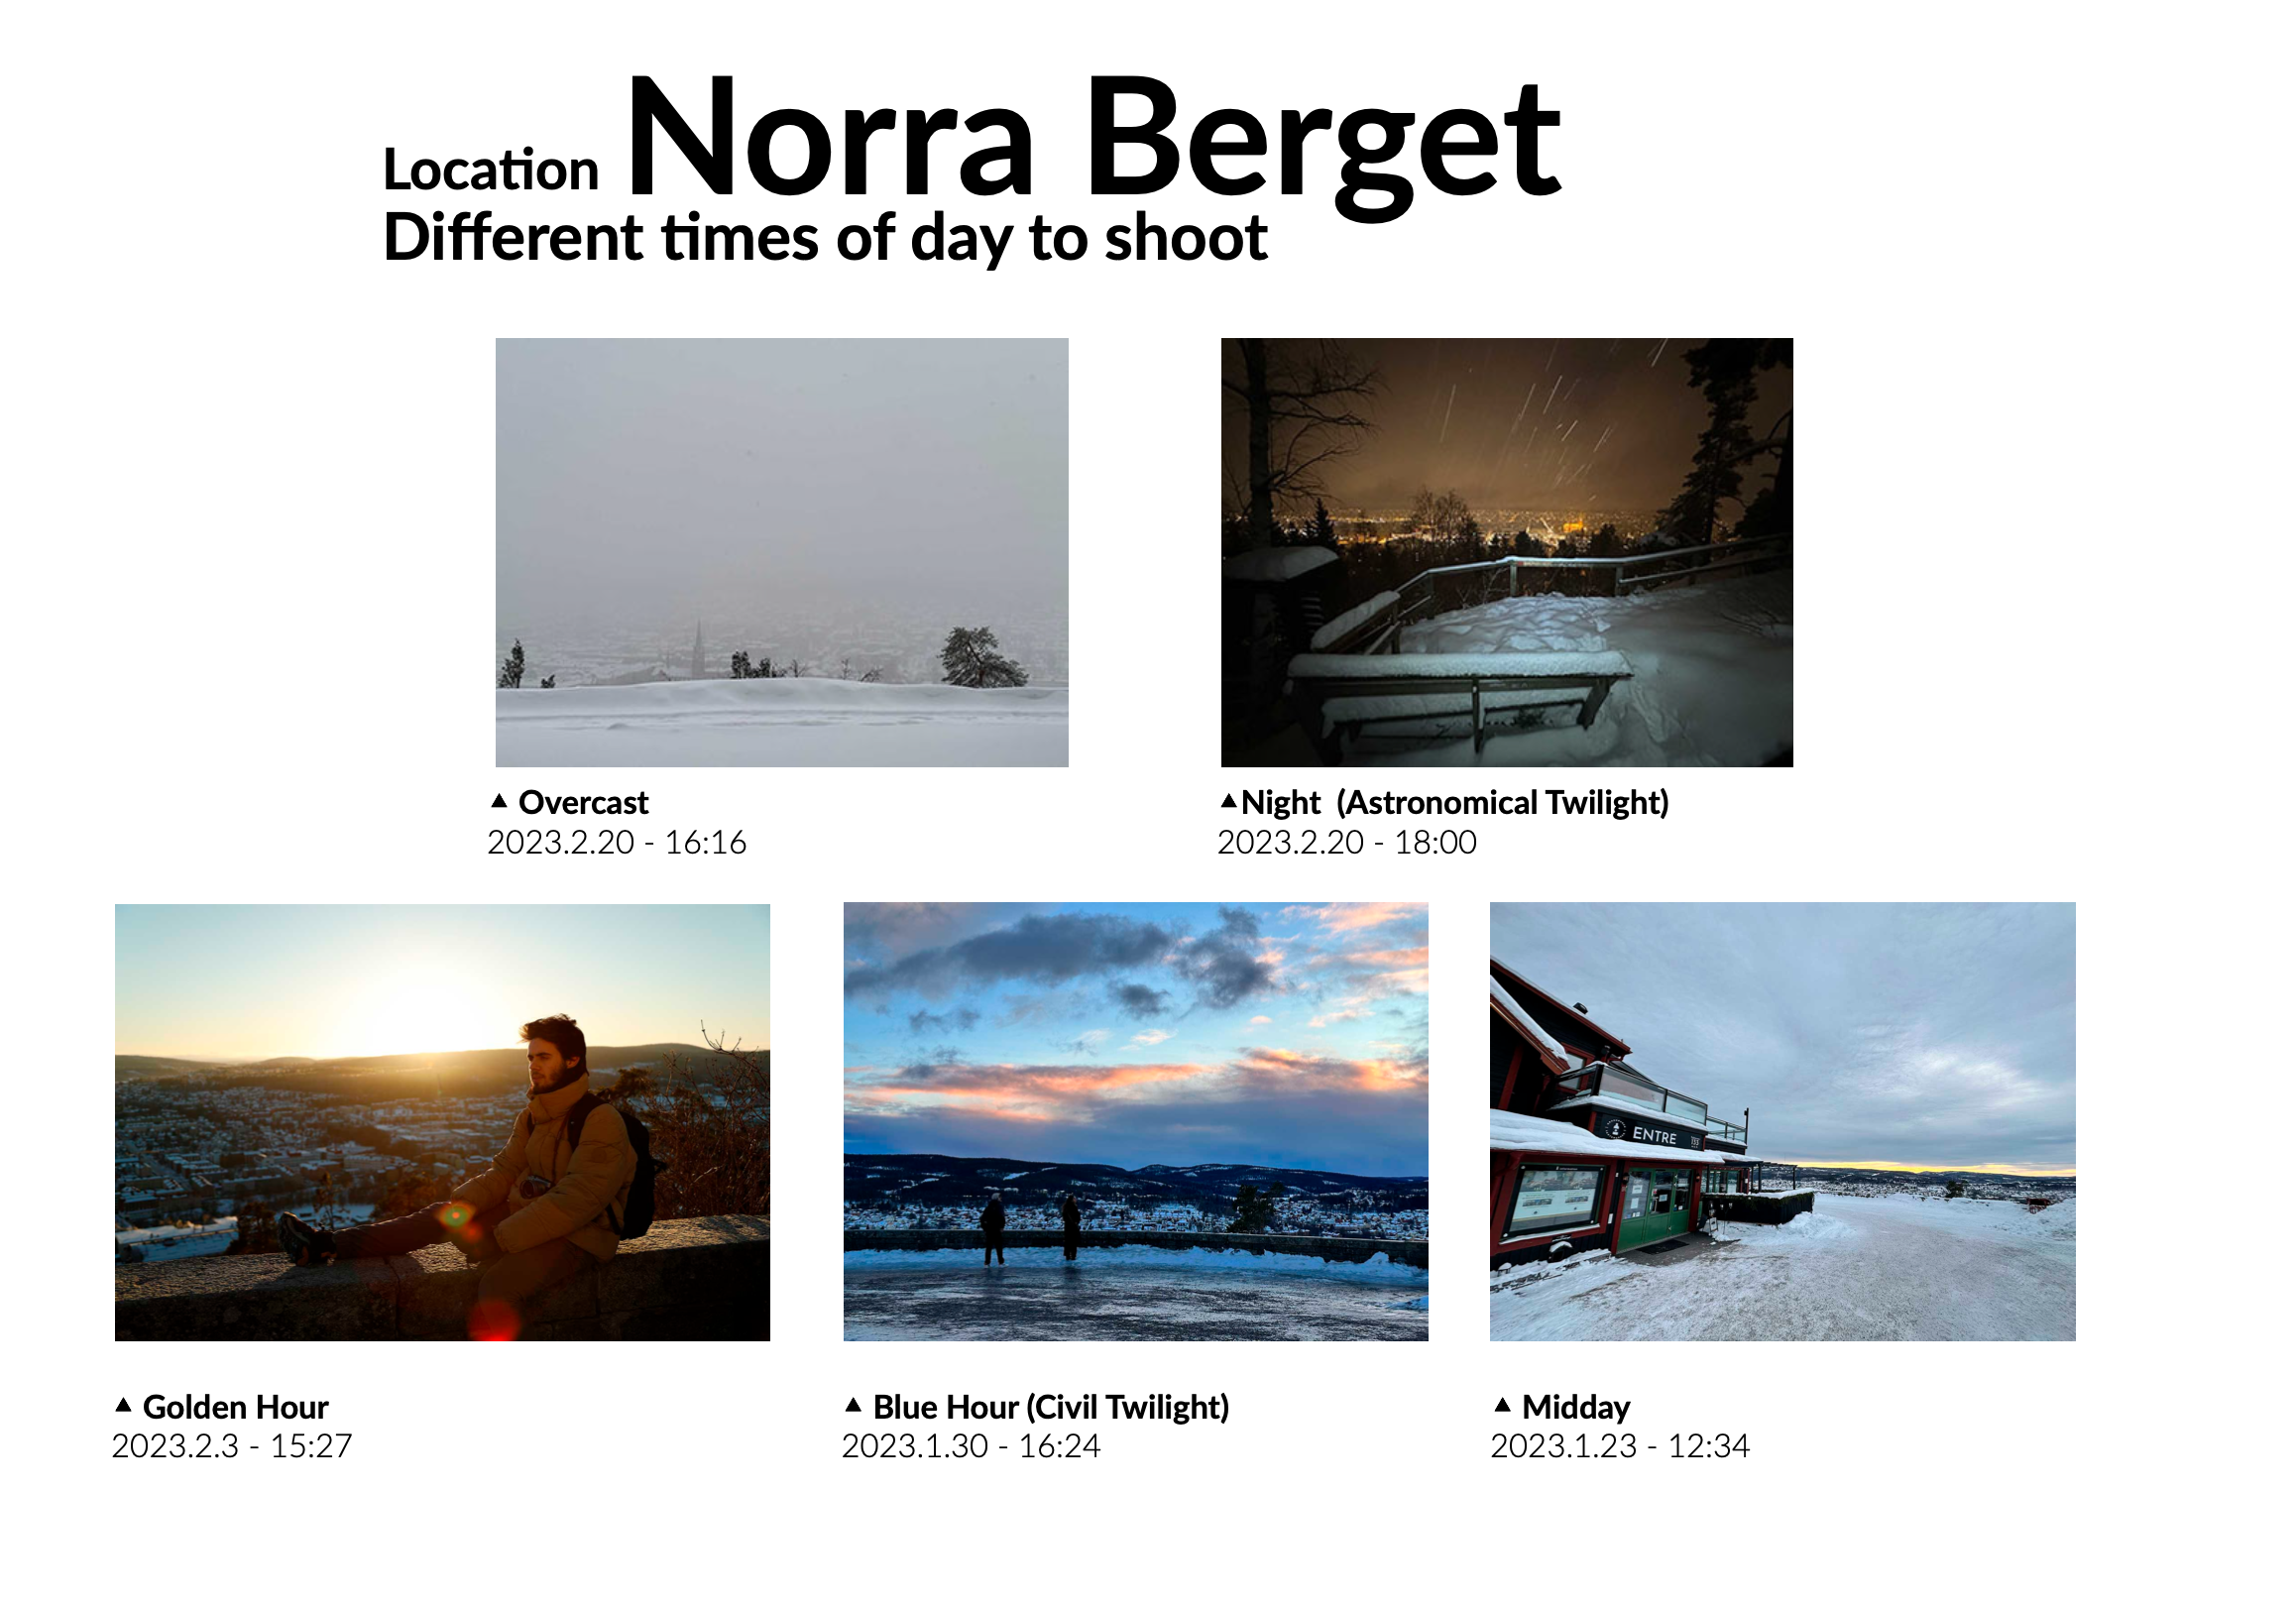 Location Norra Berget
Different times of day to shoot
▲ Overcast
2023.2.20 - 16:16
▲Night (Astronomical Twilight)
2023.2.20 - 18:00
ENTRÉ
▲ Golden Hour
2023.2.3 - 15:27
▲ Blue Hour (Civil Twilight)
2023.1.30 - 16:24
▲ Midday
2023.1.23 - 12:34